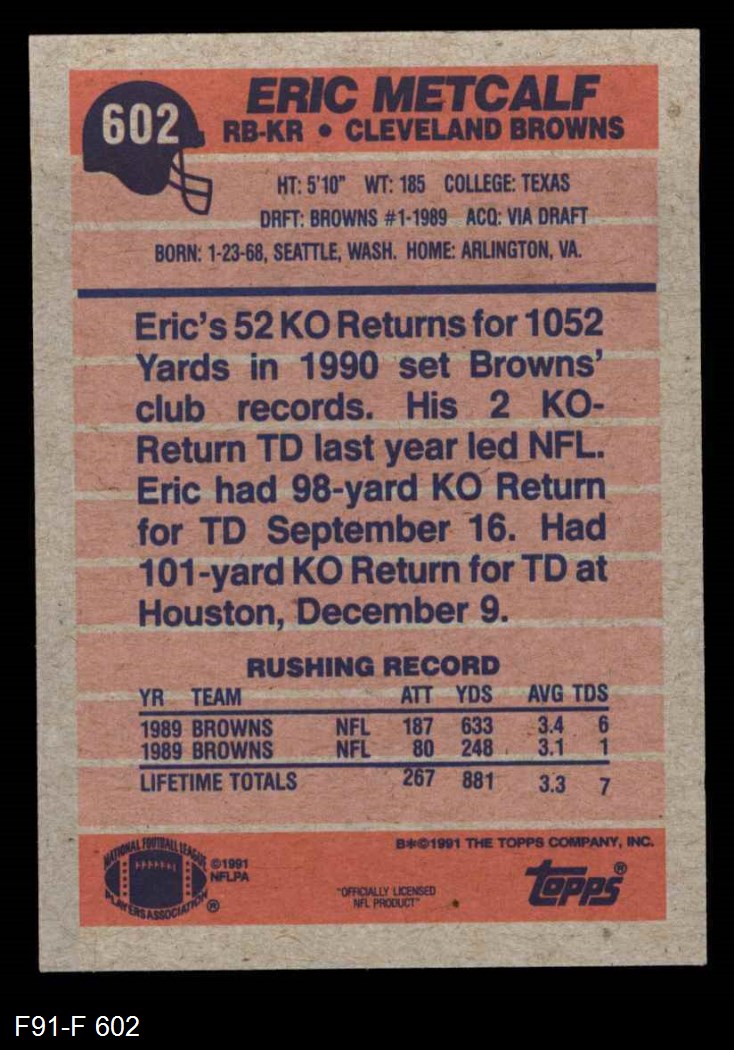 602
ERIC METCALF
RB-KR • CLEVELAND BROWNS
HT: 5'10" WT: 185 COLLEGE: TEXAS
DRFT: BROWNS #1-1989 ACQ: VIA DRAFT
BORN: 1-23-68, SEATTLE, WASH. HOME: ARLINGTON, VA.
Eric's 52 KO Returns for 1052
Yards in 1990 set Browns'
club records. His 2 KO-
Return TD last year led NFL.
Eric had 98-yard KO Return
for TD September 16. Had
101-yard KO Return for TD at
Houston, December 9.
RUSHING RECORD
YR TEAM ATT YDS AVG TDS
1989 BROWNS NFL 187 633 3.4 6
1989 BROWNS NFL 80 248 3.1 1
LIFETIME TOTALS 267 881 3.3 7
B*©1991 THE TOPPS COMPANY, INC.
NATIONAL FOOTBALL LEAGUE
PLAYERS ASSOCIATION ®
©1991
NFLPA
"OFFICIALLY LICENSED
NFL PRODUCT"
topps®
F91-F 602